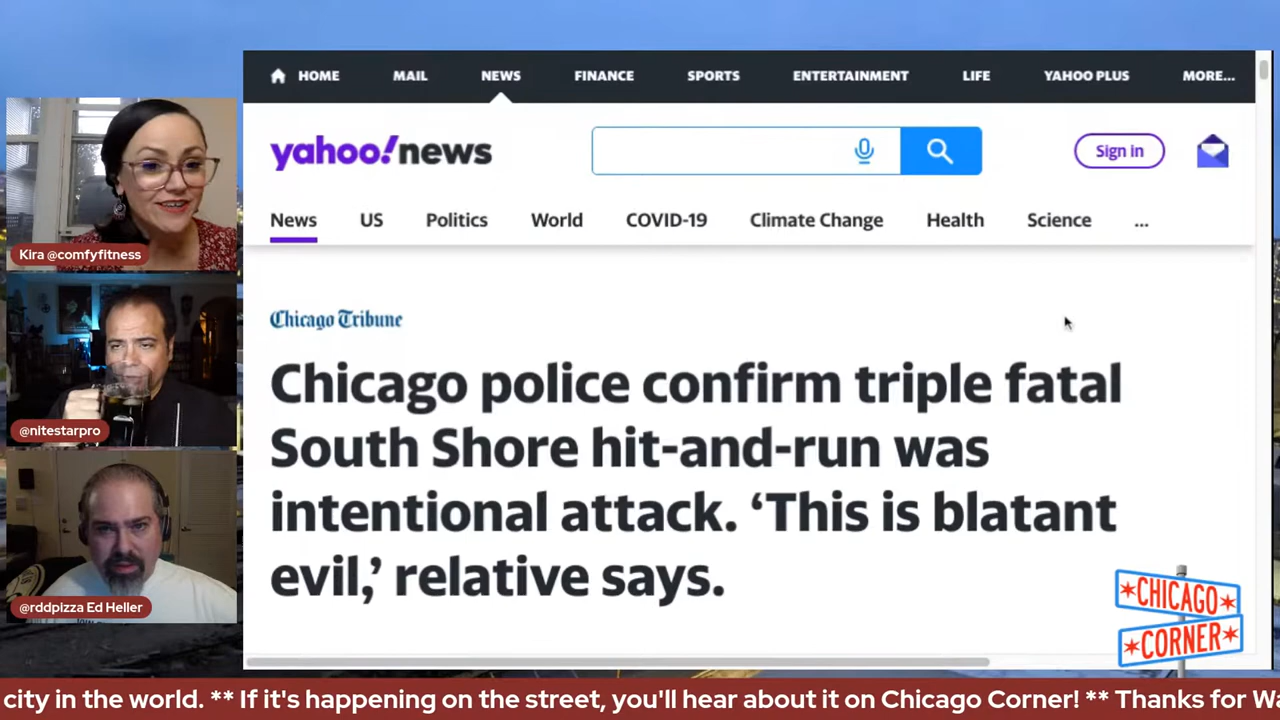 HOME MAIL NEWS FINANCE SPORTS ENTERTAINMENT LIFE YAHOO PLUS MORE...
yahoo!news
Sign in
News US Politics World COVID-19 Climate Change Health Science ...
Chicago Tribune
Chicago police confirm triple fatal
South Shore hit-and-run was
intentional attack. ‘This is blatant
evil,’ relative says.
Kira @comfyfitness
@nitestarpro
@rddpizza Ed Heller
*CHICAGO*
*CORNER*
city in the world. ** If it's happening on the street, you'll hear about it on Chicago Corner! ** Thanks for